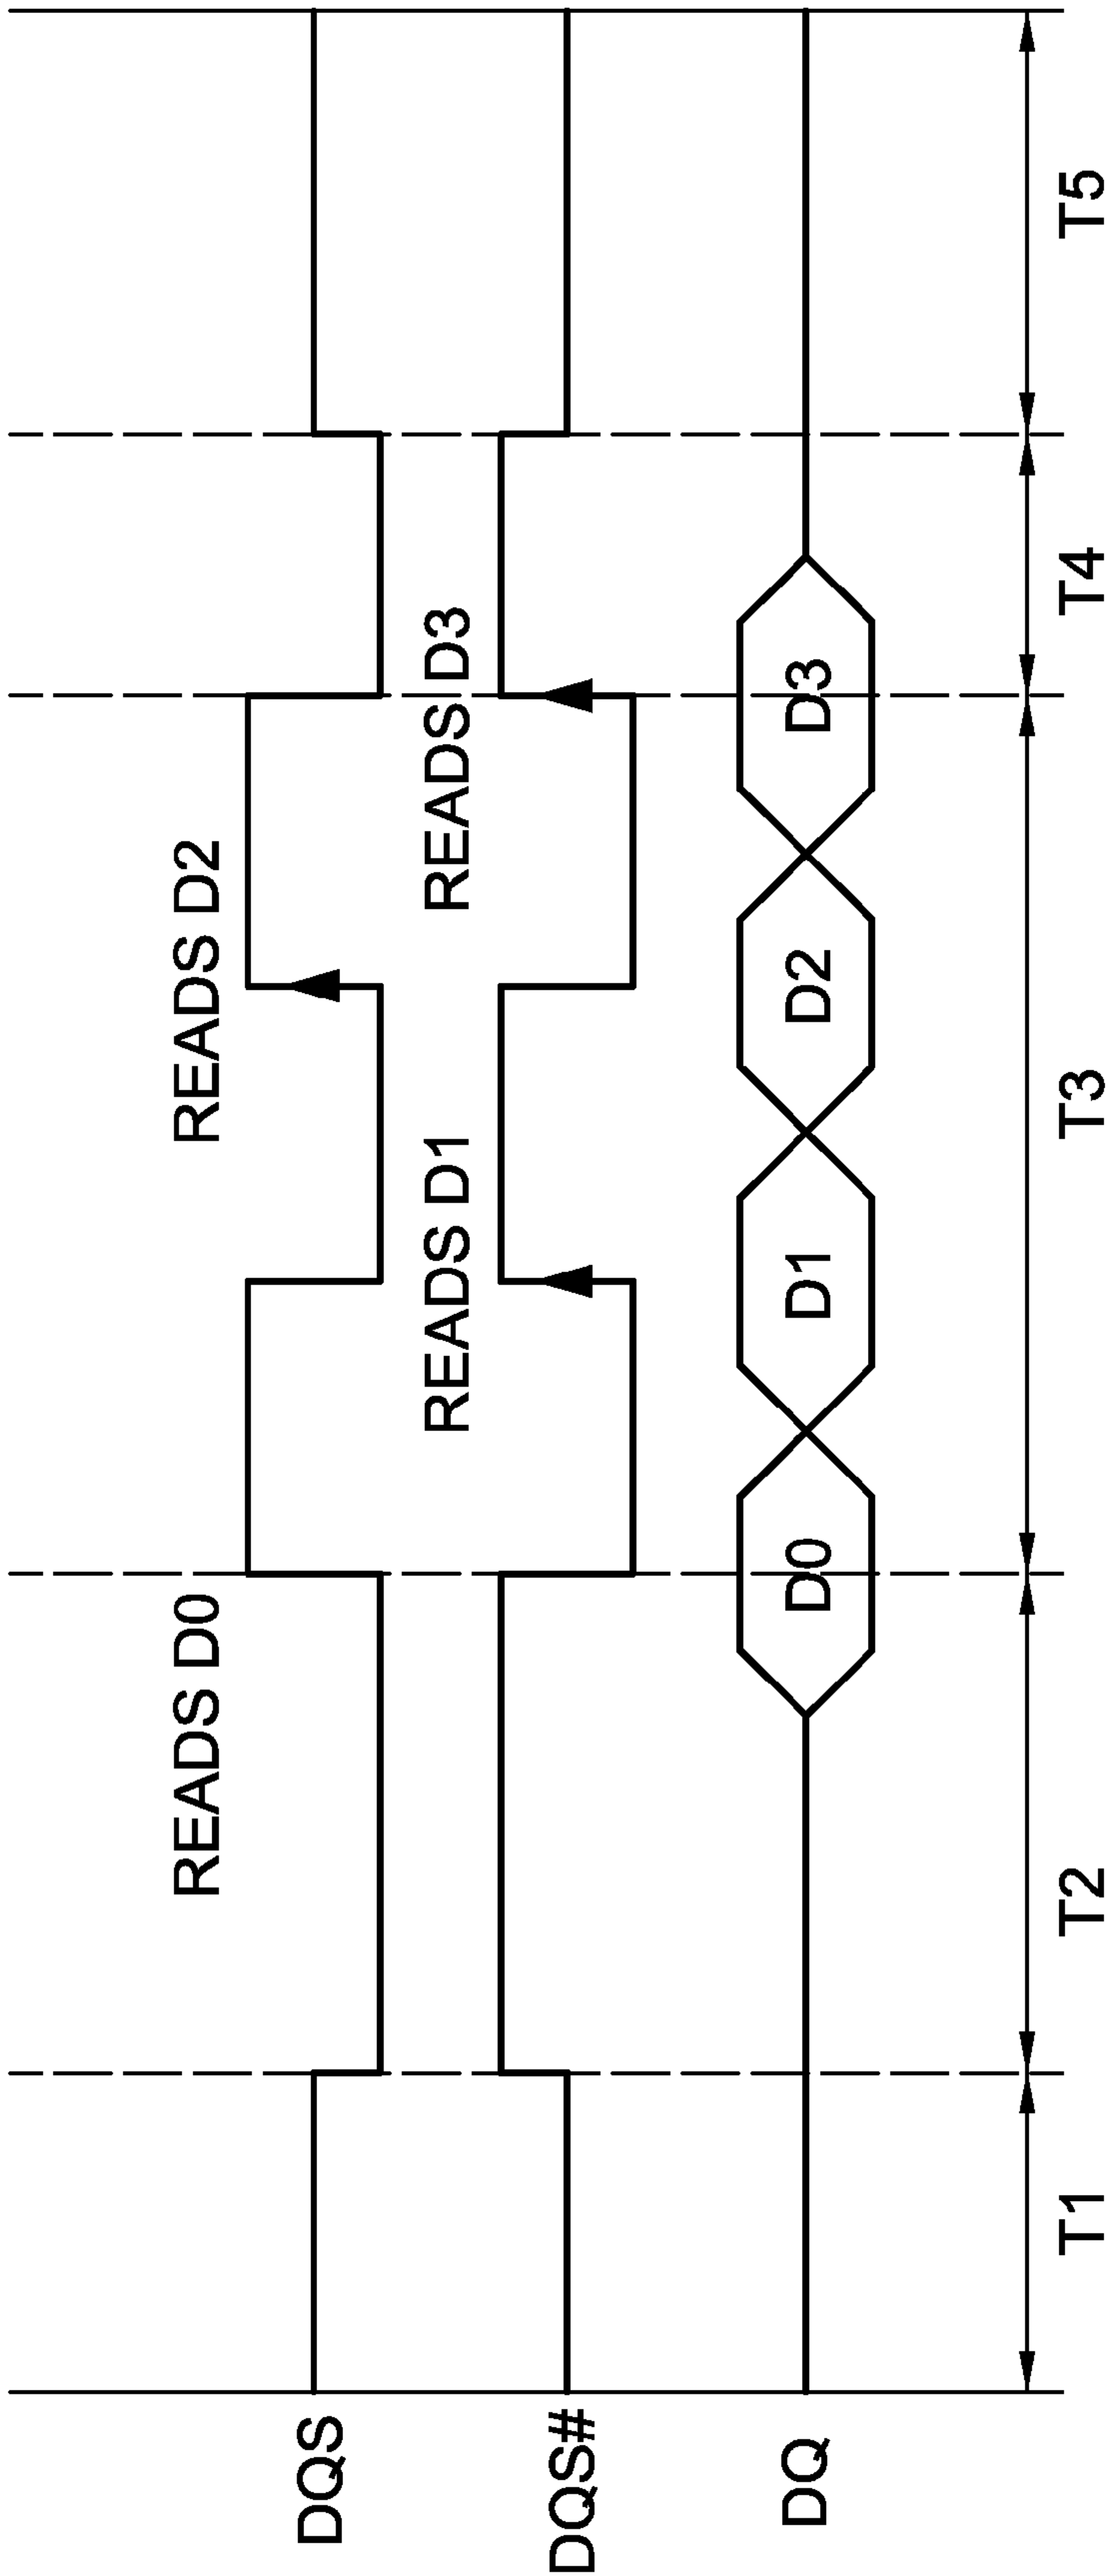 READS D0
READS D2
DQS
READS D1
READS D3
DQS#
DQ
D0
D1
D2
D3
T1
T2
T3
T4
T5